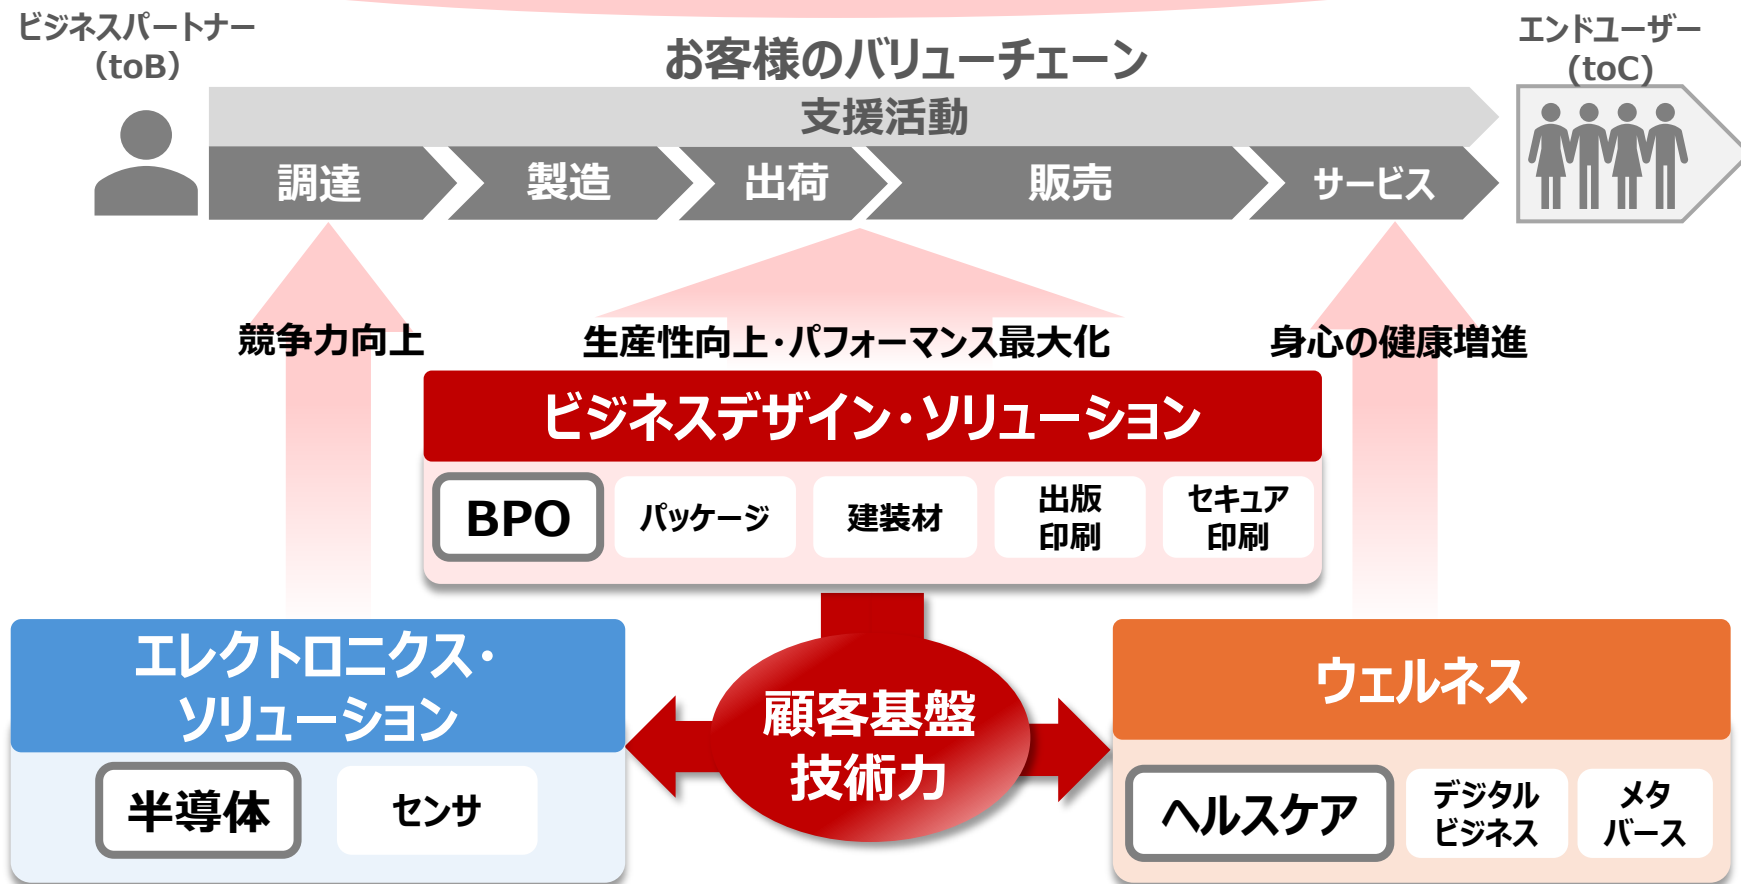 ビジネスパートナー
（toB）
お客様のバリューチェーン
エンドユーザー
(toC)
支援活動
調達
製造
出荷
販売
サービス
競争力向上
生産性向上・パフォーマンス最大化
身心の健康増進
ビジネスデザイン・ソリューション
BPO
パッケージ
建装材
出版
印刷
セキュア
印刷
エレクトロニクス・
ソリューション
半導体
センサ
顧客基盤
技術力
ウェルネス
ヘルスケア
デジタル
ビジネス
メタ
バース